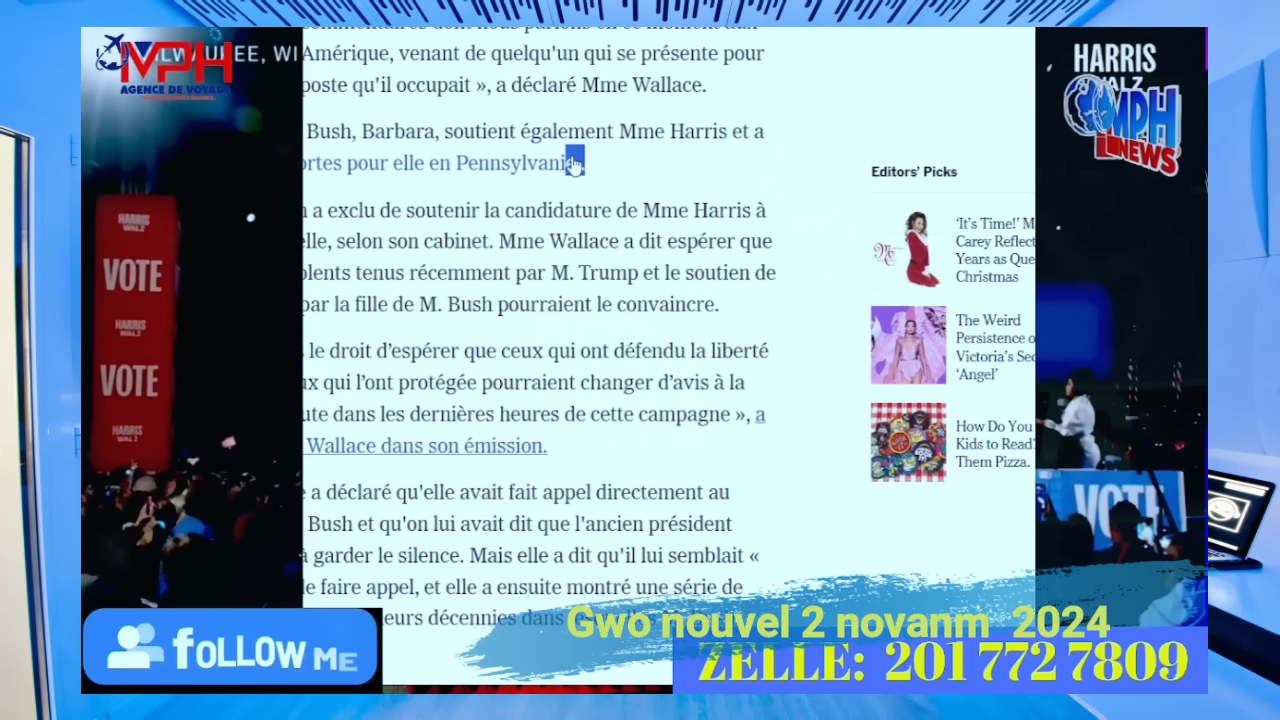 MILWAUKEE, WI
MPH
AGENCE DE VOYAGE
HARRIS
WALZ
MPH
NEWS
Amérique, venant de quelqu'un qui se présente pour
poste qu'il occupait », a déclaré Mme Wallace.
Bush, Barbara, soutient également Mme Harris et a
ortes pour elle en Pennsylvanie.
n a exclu de soutenir la candidature de Mme Harris à
elle, selon son cabinet. Mme Wallace a dit espérer que
olents tenus récemment par M. Trump et le soutien de
par la fille de M. Bush pourraient le convaincre.
s le droit d’espérer que ceux qui ont défendu la liberté
ux qui l’ont protégée pourraient changer d’avis à la
ute dans les dernières heures de cette campagne », a
Wallace dans son émission.
e a déclaré qu'elle avait fait appel directement au
Bush et qu'on lui avait dit que l'ancien président
à garder le silence. Mais elle a dit qu'il lui semblait «
de faire appel, et elle a ensuite montré une série de
eurs décennies dans
Editors’ Picks
‘It’s Time!’ M
Carey Reflect
Years as Que
Christmas
The Weird
Persistence o
Victoria’s Sec
‘Angel’
How Do You
Kids to Read?
Them Pizza.
HARRIS
WALZ
VOTE
HARRIS
WALZ
VOTE
HARRIS
WALZ
VOTE
FOLLOW ME
Gwo nouvel 2 novanm 2024
ZELLE: 201 772 7809